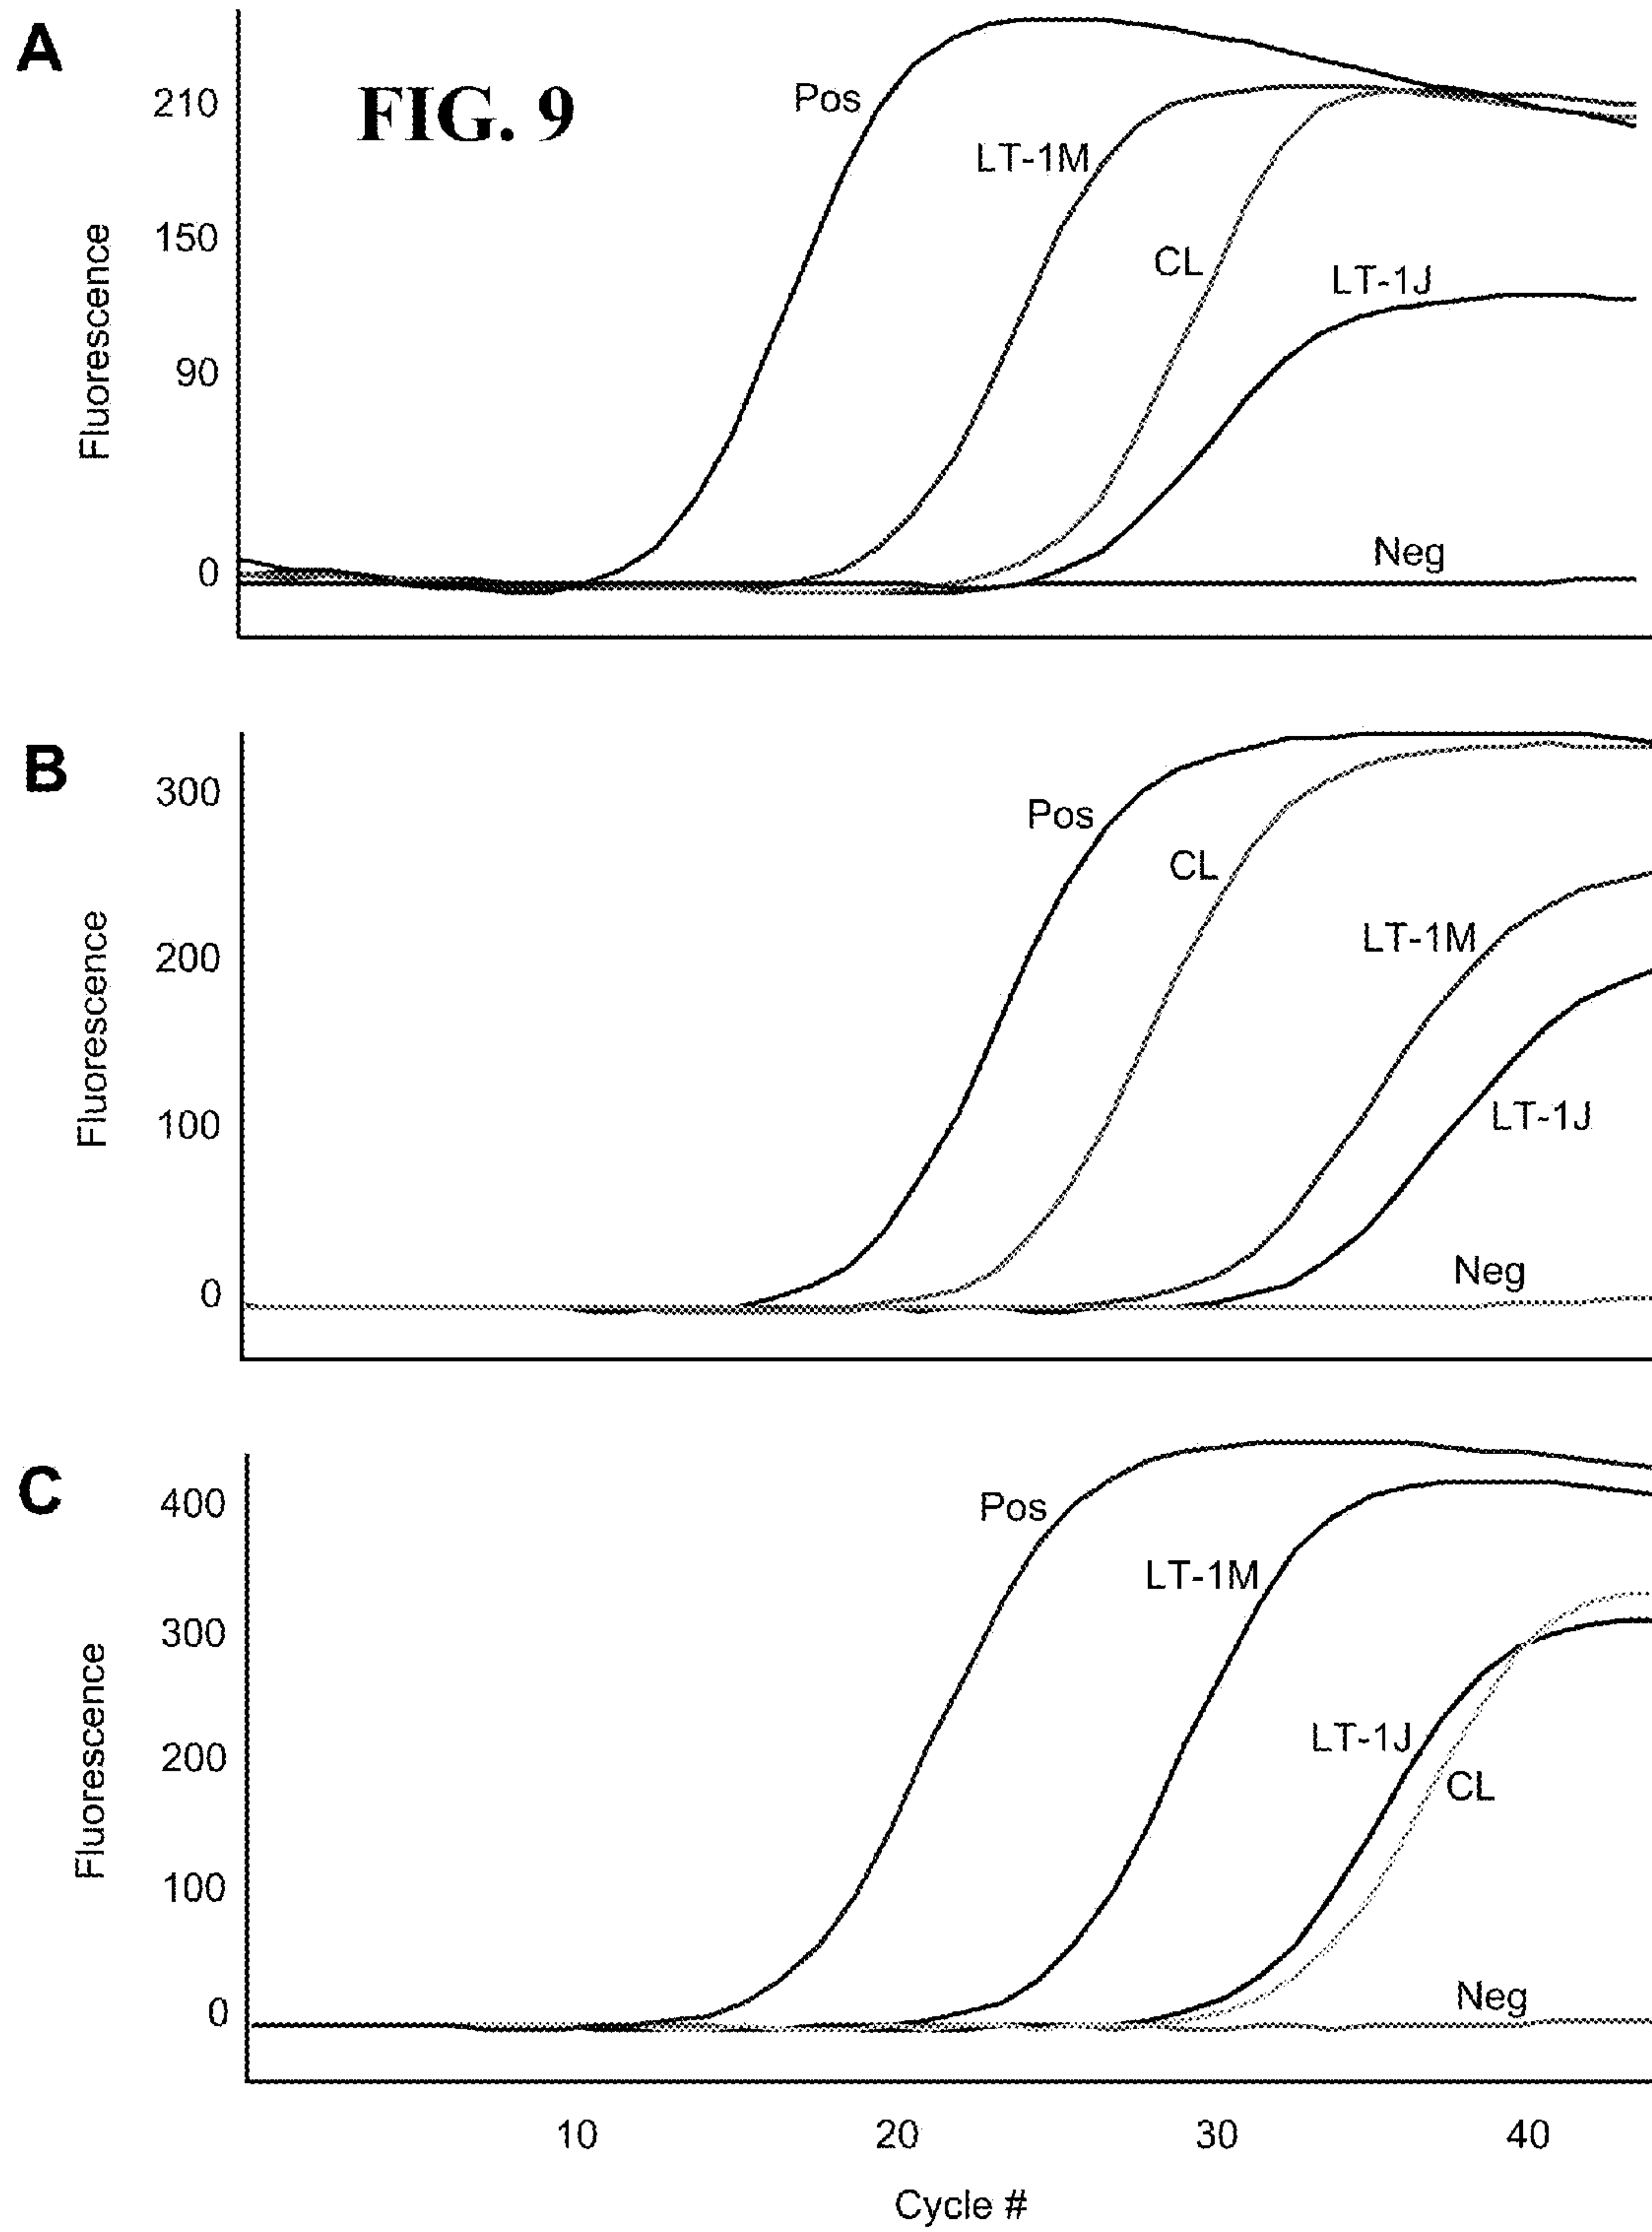 A
FIG. 9
Fluorescence
210
150
90
0
Pos
LT-1M
CL
LT-1J
Neg
B
Fluorescence
300
200
100
0
Pos
CL
LT-1M
LT-1J
Neg
C
Fluorescence
400
300
200
100
0
Pos
LT-1M
LT-1J
CL
Neg
10 20 30 40
Cycle #